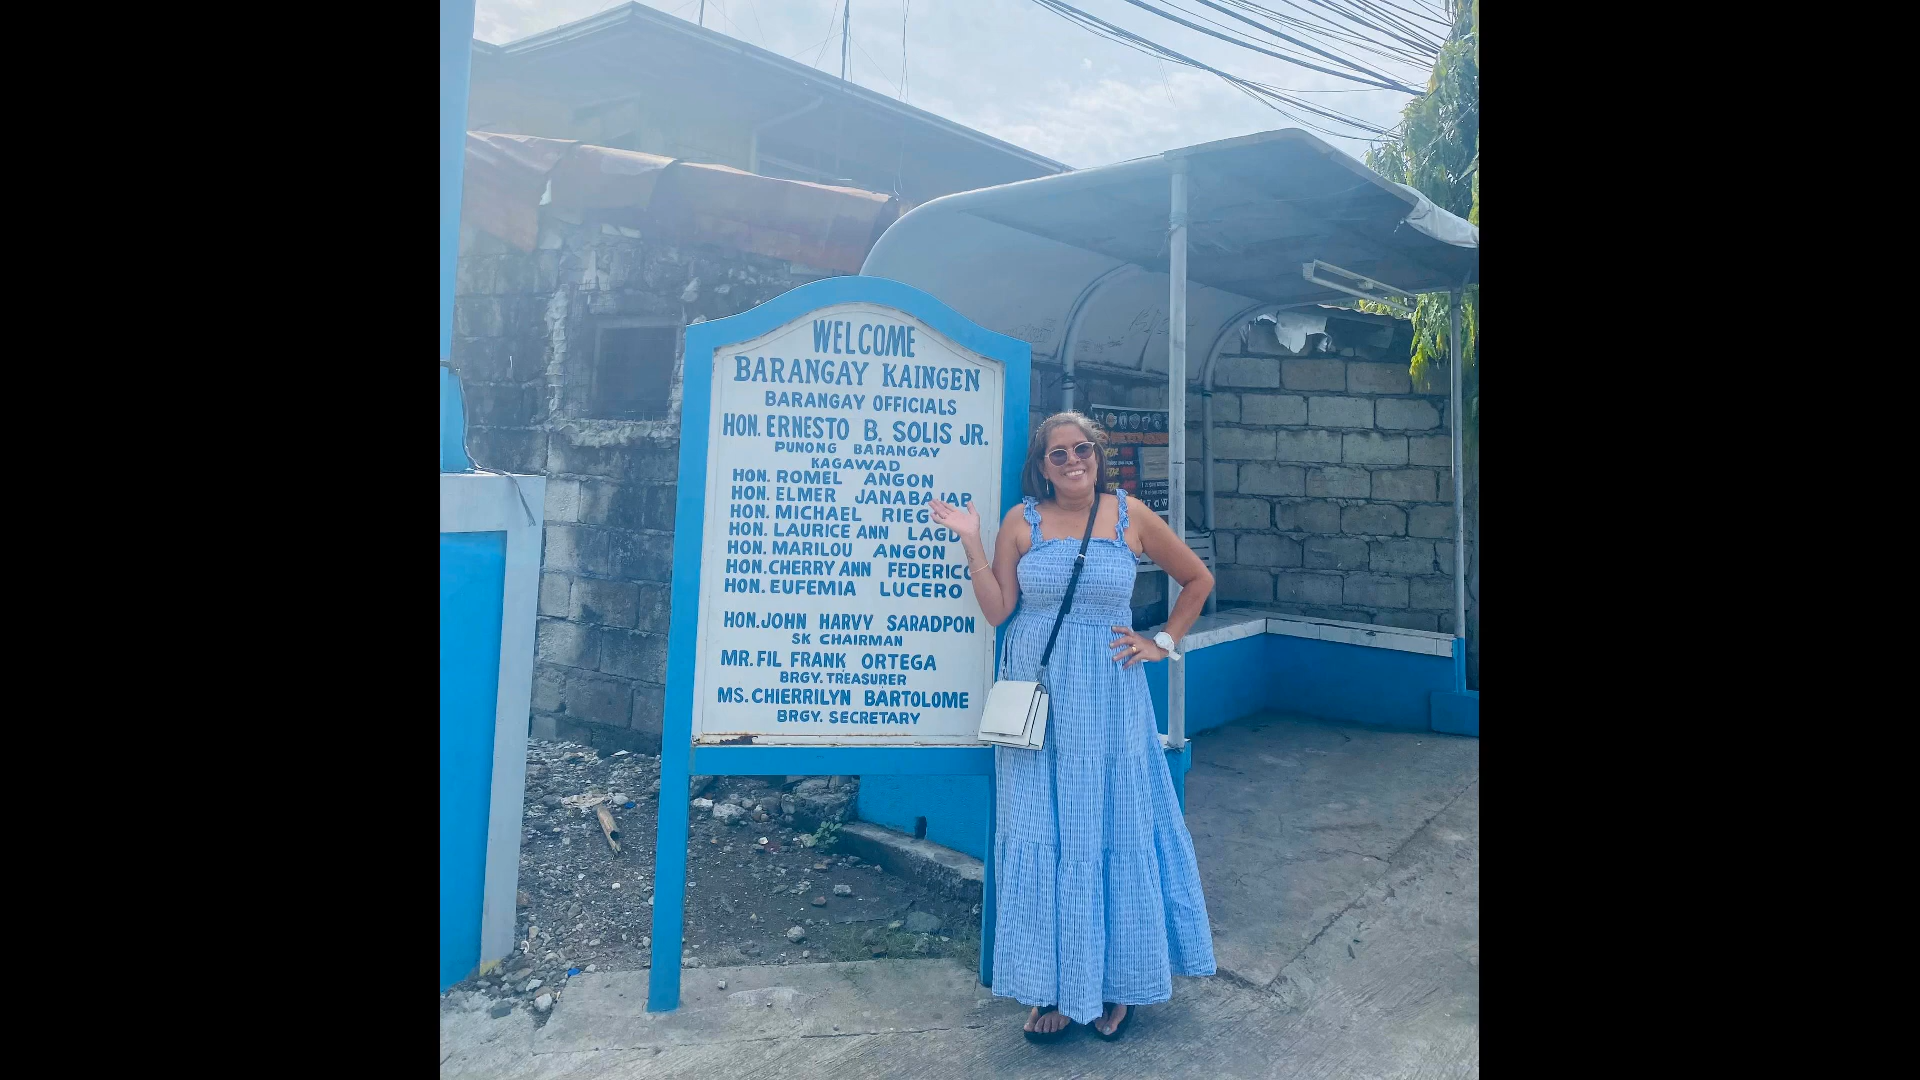 WELCOME
BARANGAY KAINGEN
BARANGAY OFFICIALS
HON. ERNESTO B. SOLIS JR.
PUNONG BARANGAY
KAGAWAD
HON. ROMEL ANGON
HON. ELMER JANABAJAB
HON. MICHAEL
HON. LAURICE ANN
HON. MARILOU ANGON
HON. CHERRY ANN FEDERICO
HON. EUFEMIA LUCERO
HON. JOHN HARVY SARADPON
SK CHAIRMAN
MR. FIL FRANK ORTEGA
BRGY. TREASURER
MS. CHIERRILYN BARTOLOME
BRGY. SECRETARY